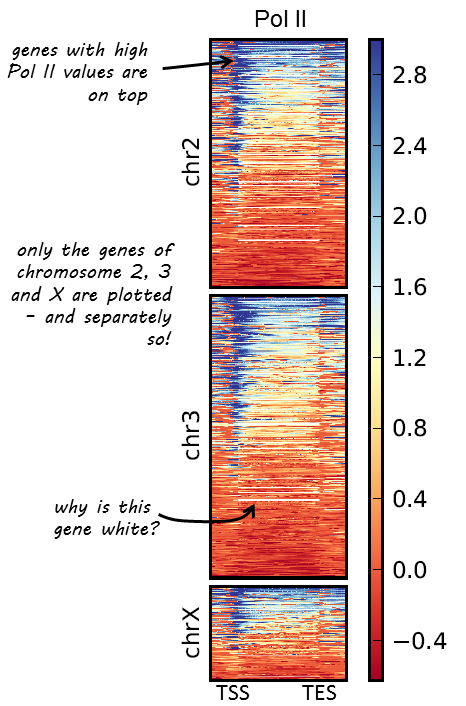 Pol II
genes with high
Pol II values are
on top
chr2
only the genes of
chromosome 2, 3
and X are plotted
- and separately
so!
chr3
why is this
gene white?
chrX
TSS
TES
2.8
2.4
2.0
1.6
1.2
0.8
0.4
0.0
−0.4